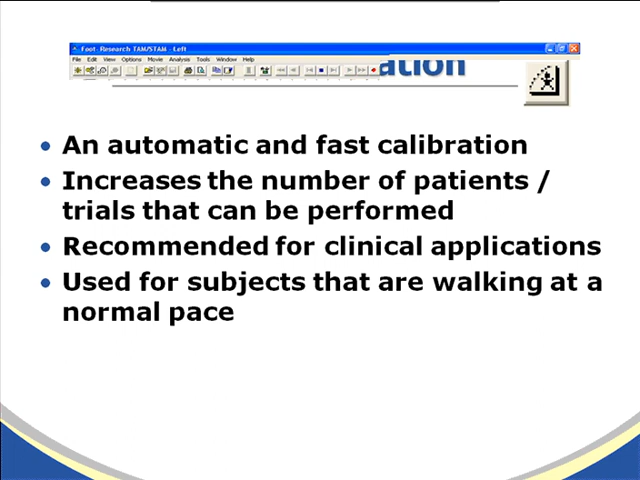 Foot- Research TAM/STAM - Left
File Edit View Options Movie Analysis Tools Window Help
• An automatic and fast calibration
• Increases the number of patients /
trials that can be performed
• Recommended for clinical applications
• Used for subjects that are walking at a
normal pace